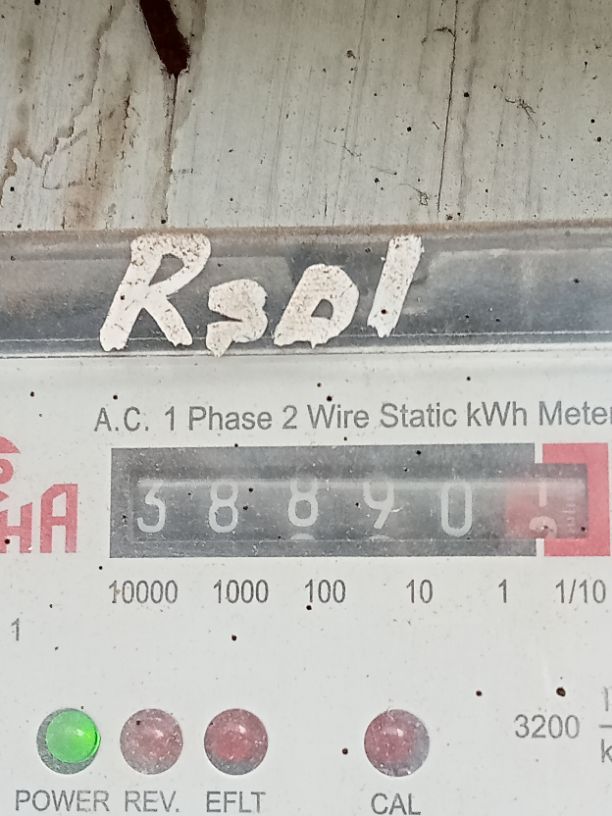 R301
A.C. 1 Phase 2 Wire Static kWh Meter
HA
3 8 8 9 0
10000 1000 100 10 1 1/10
1
3200
POWER REV. EFLT CAL